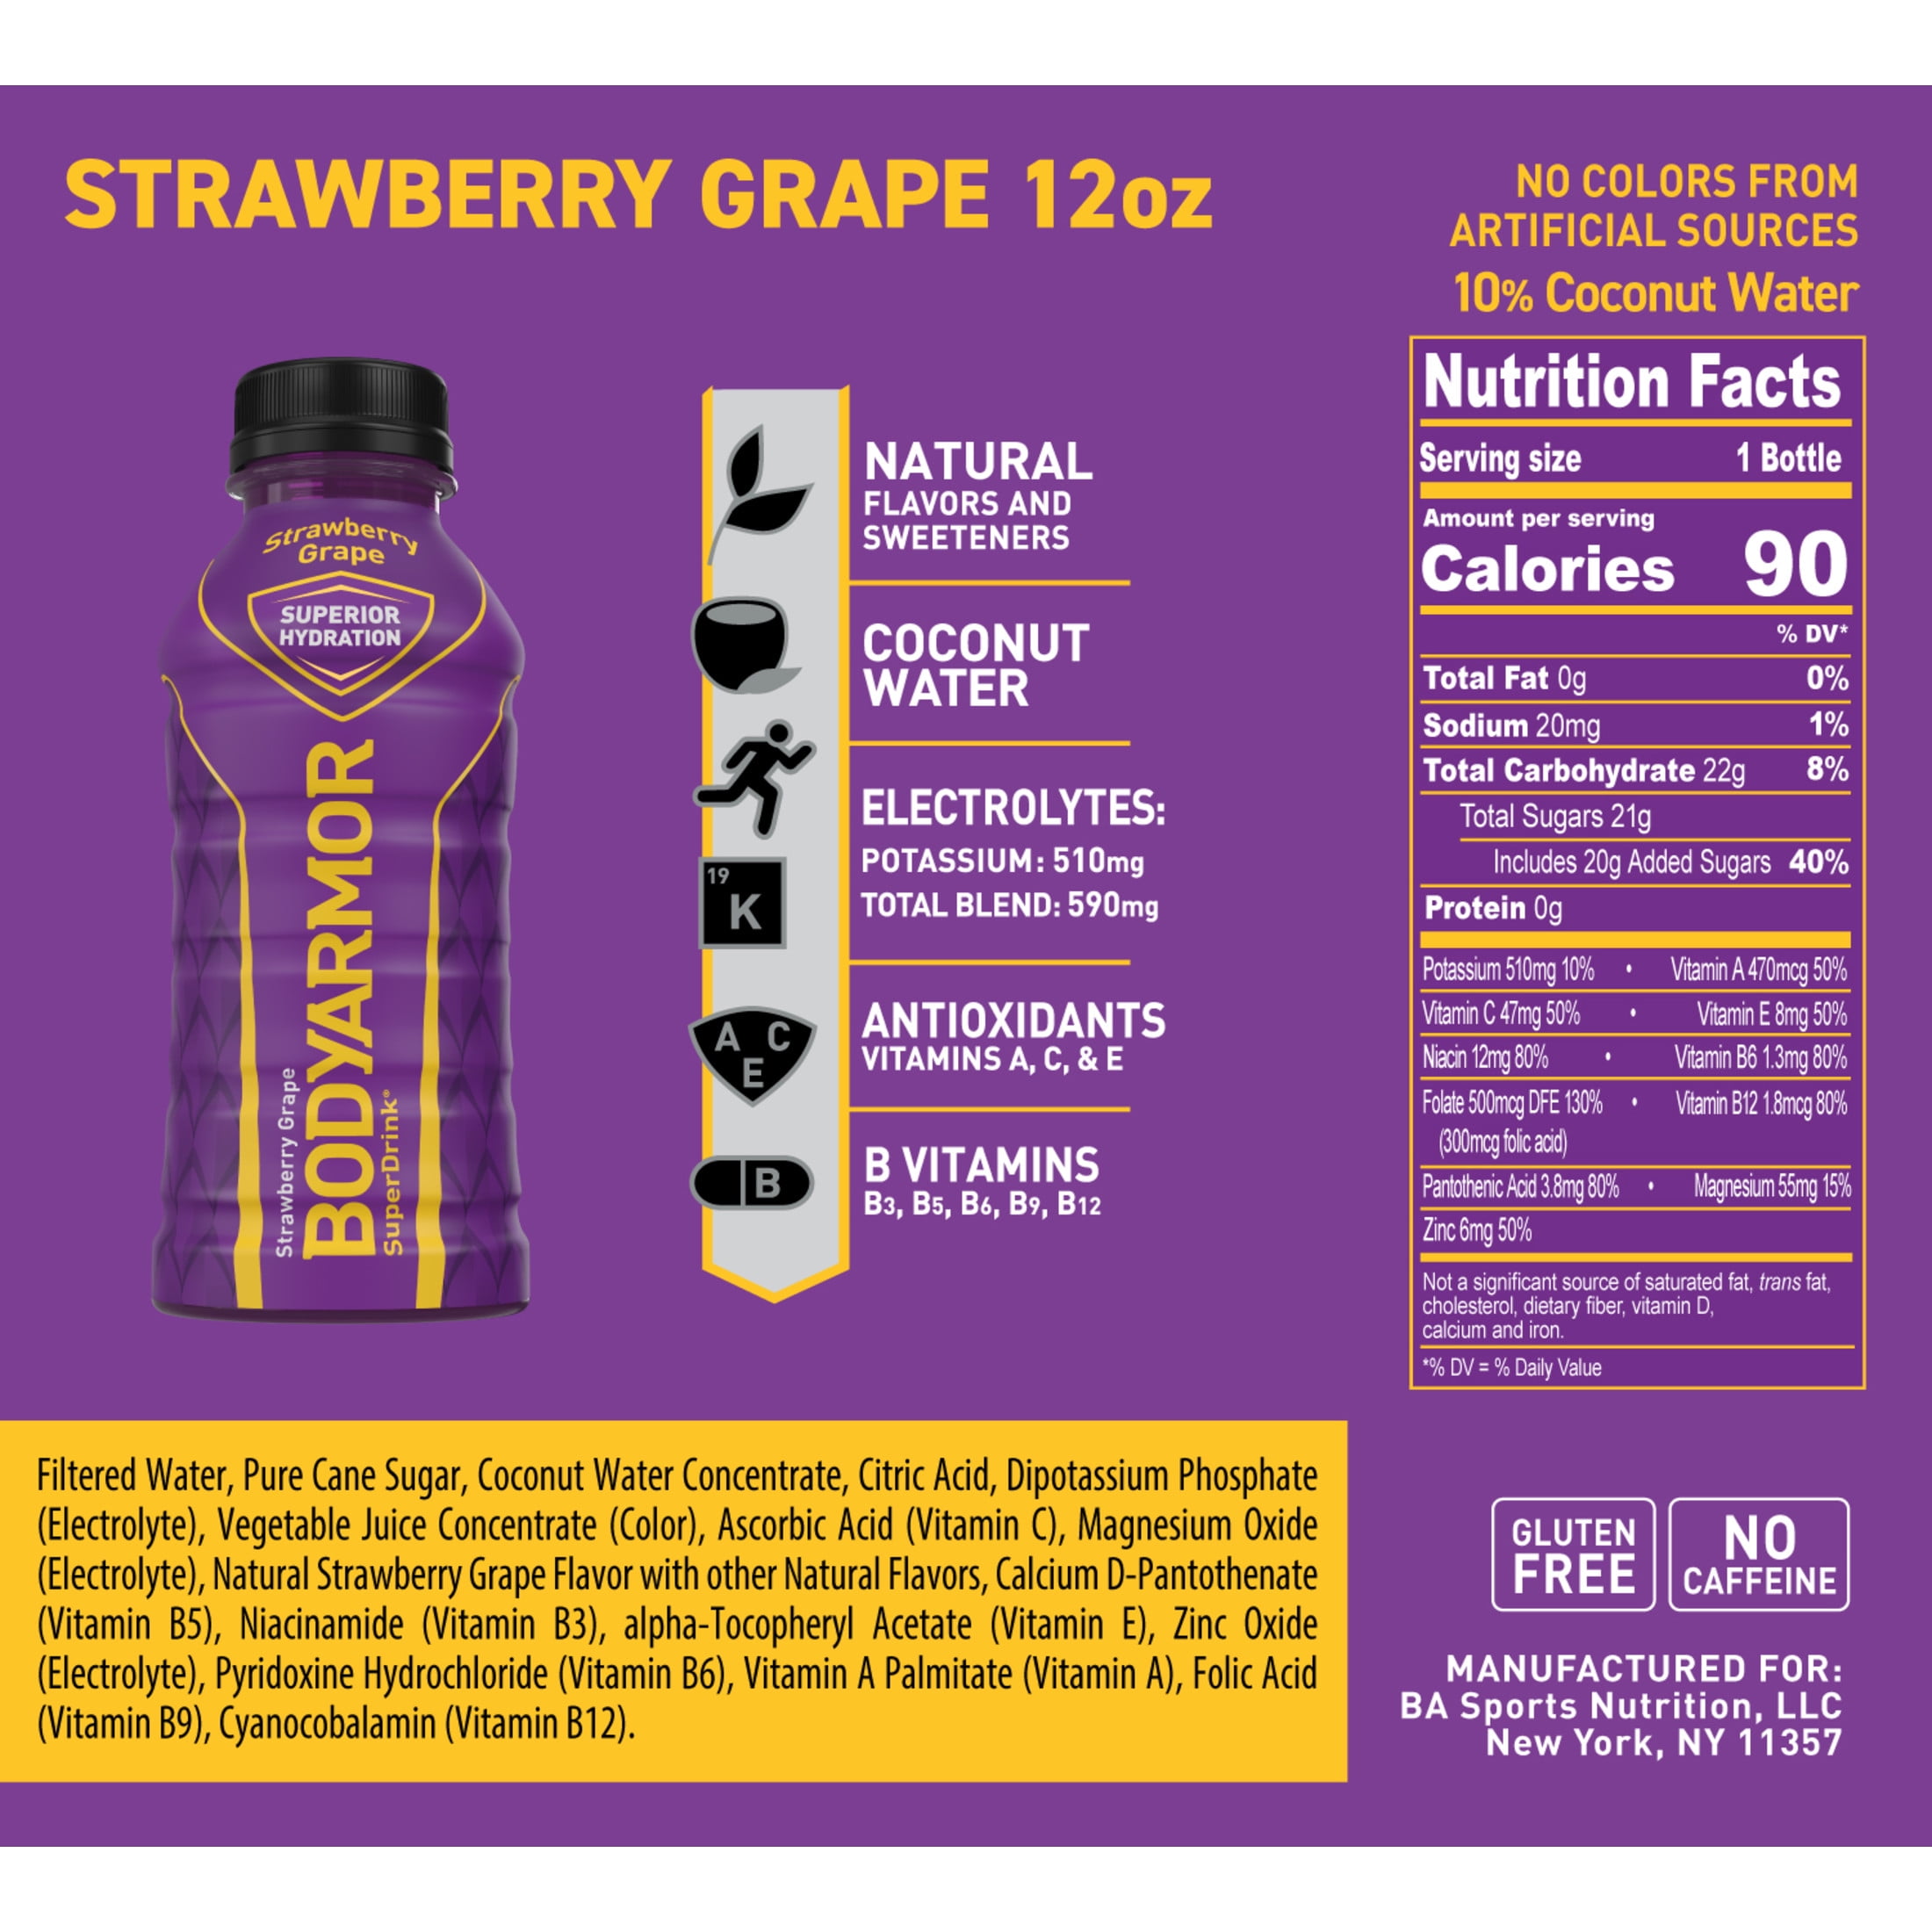 STRAWBERRY GRAPE 12oz
NO COLORS FROM
ARTIFICIAL SOURCES
10% Coconut Water
Strawberry
Grape
SUPERIOR
HYDRATION
Strawberry Grape
BODYARMOR
SuperDrink®
NATURAL
FLAVORS AND
SWEETENERS
COCONUT
WATER
ELECTROLYTES:
POTASSIUM: 510mg
TOTAL BLEND: 590mg
19
K
ANTIOXIDANTS
VITAMINS A, C, & E
A C
E
B VITAMINS
B3, B5, B6, B9, B12
B
Nutrition Facts
Serving size 1 Bottle
Amount per serving
Calories 90
% DV*
Total Fat 0g 0%
Sodium 20mg 1%
Total Carbohydrate 22g 8%
Total Sugars 21g
Includes 20g Added Sugars 40%
Protein 0g
Potassium 510mg 10% • Vitamin A 470mcg 50%
Vitamin C 47mg 50% • Vitamin E 8mg 50%
Niacin 12mg 80% • Vitamin B6 1.3mg 80%
Folate 500mcg DFE 130% • Vitamin B12 1.8mcg 80%
(300mcg folic acid)
Pantothenic Acid 3.8mg 80% • Magnesium 55mg 15%
Zinc 6mg 50%
Not a significant source of saturated fat, trans fat,
cholesterol, dietary fiber, vitamin D,
calcium and iron.
*% DV = % Daily Value
Filtered Water, Pure Cane Sugar, Coconut Water Concentrate, Citric Acid, Dipotassium Phosphate
(Electrolyte), Vegetable Juice Concentrate (Color), Ascorbic Acid (Vitamin C), Magnesium Oxide
(Electrolyte), Natural Strawberry Grape Flavor with other Natural Flavors, Calcium D-Pantothenate
(Vitamin B5), Niacinamide (Vitamin B3), alpha-Tocopheryl Acetate (Vitamin E), Zinc Oxide
(Electrolyte), Pyridoxine Hydrochloride (Vitamin B6), Vitamin A Palmitate (Vitamin A), Folic Acid
(Vitamin B9), Cyanocobalamin (Vitamin B12).
GLUTEN
FREE
NO
CAFFEINE
MANUFACTURED FOR:
BA Sports Nutrition, LLC
New York, NY 11357